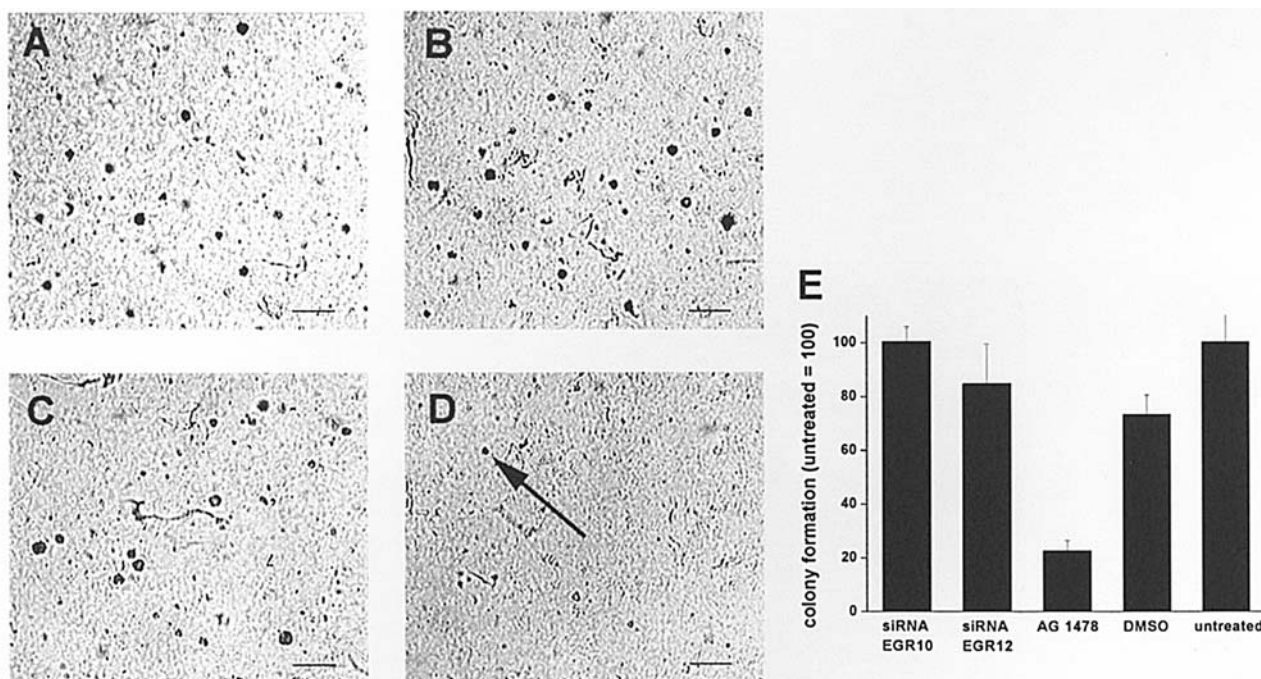 A
B
C
D
E
colony formation (untreated = 100)
100
80
60
40
20
0
siRNA
EGR10
siRNA
EGR12
AG 1478
DMSO
untreated